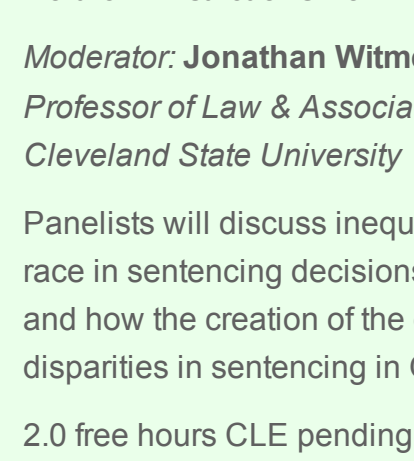 Moderator: Jonathan Witm
Professor of Law & Associa
Cleveland State University
Panelists will discuss inequ
race in sentencing decisions
and how the creation of the
disparities in sentencing in
2.0 free hours CLE pending